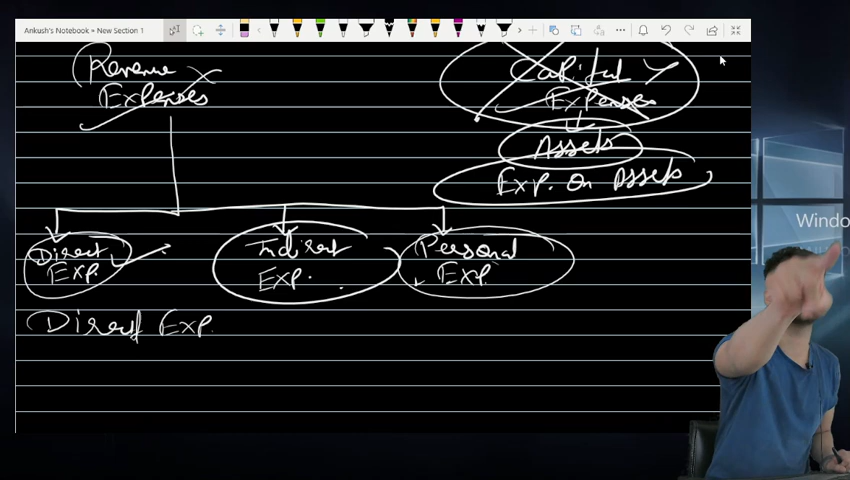 Ankush's Notebook » New Section 1
Revenue
Expenses
Capital
Expenses
Assets
Exp. On Assets
Direct
Exp.
Indirect
Exp.
Personal
Exp.
Direct Exp.
Windo